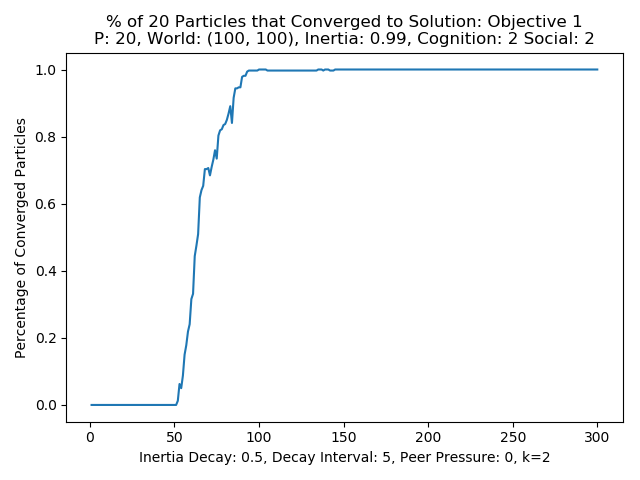 % of 20 Particles that Converged to Solution: Objective 1
P: 20, World: (100, 100), Inertia: 0.99, Cognition: 2 Social: 2
Percentage of Converged Particles
1.0
0.8
0.6
0.4
0.2
0.0
0 50 100 150 200 250 300
Inertia Decay: 0.5, Decay Interval: 5, Peer Pressure: 0, k=2